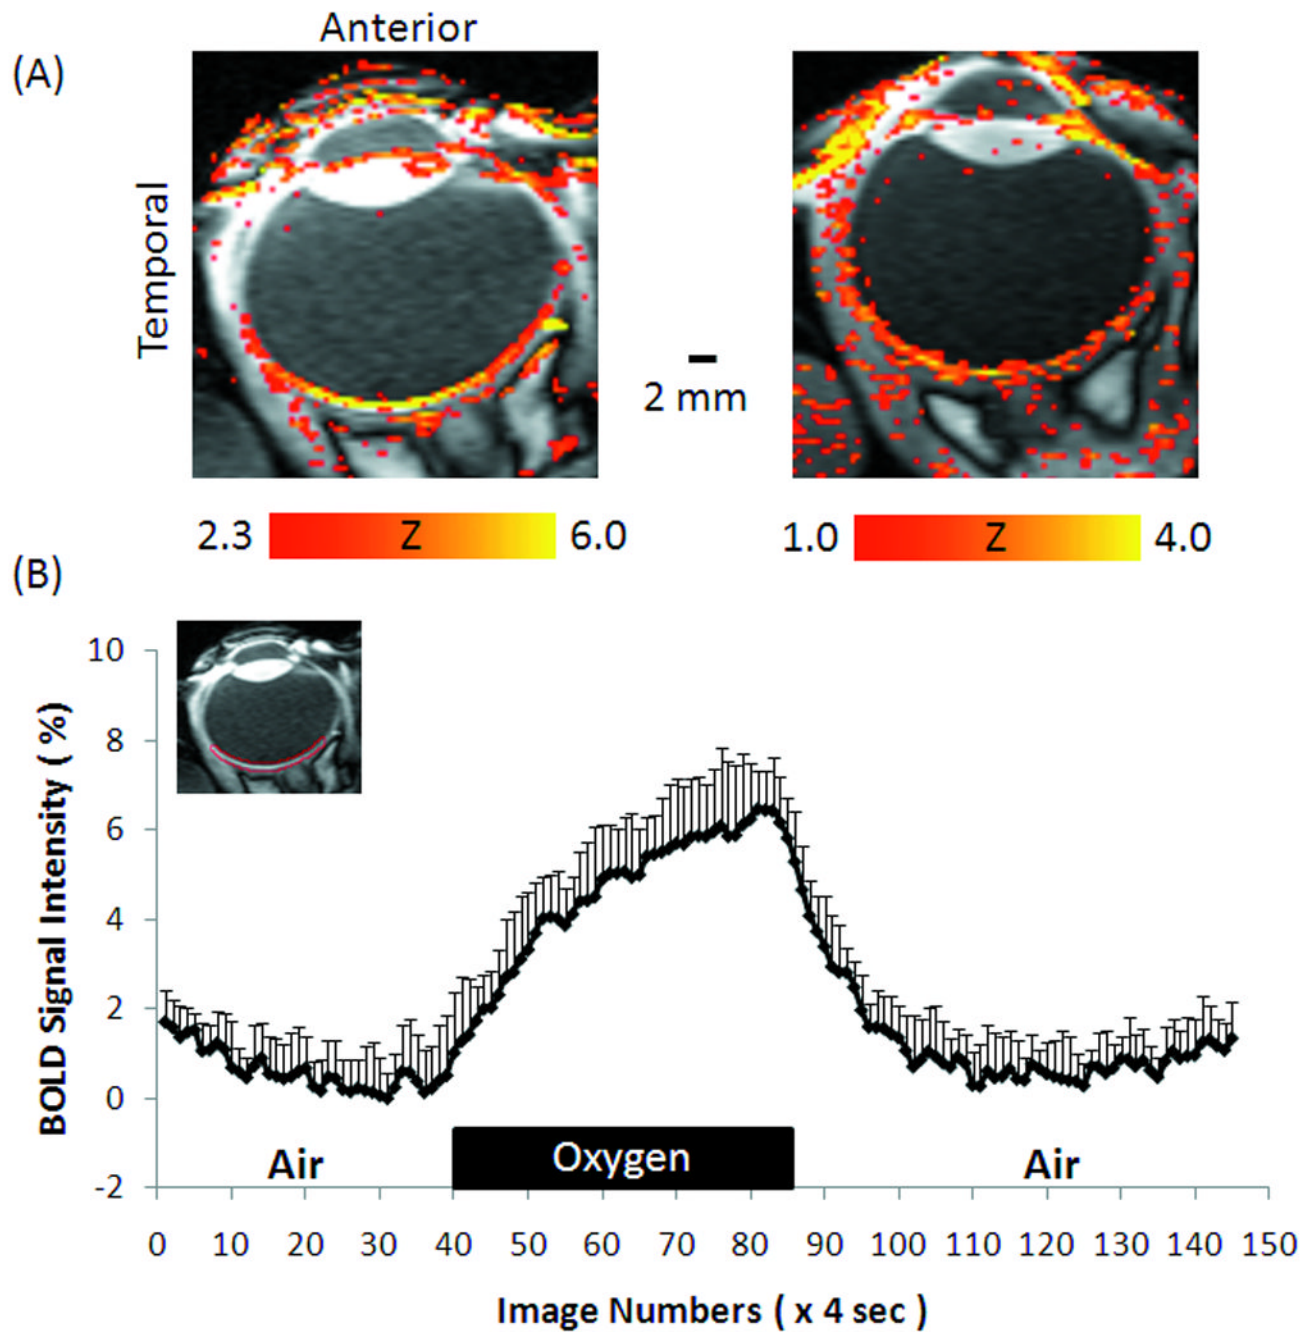 Anterior
(A)
Temporal
2 mm
2.3 Z 6.0
1.0 Z 4.0
(B)
10
8
6
4
2
0
-2
BOLD Signal Intensity ( %)
Air
Oxygen
Air
0 10 20 30 40 50 60 70 80 90 100 110 120 130 140 150
Image Numbers ( x 4 sec )